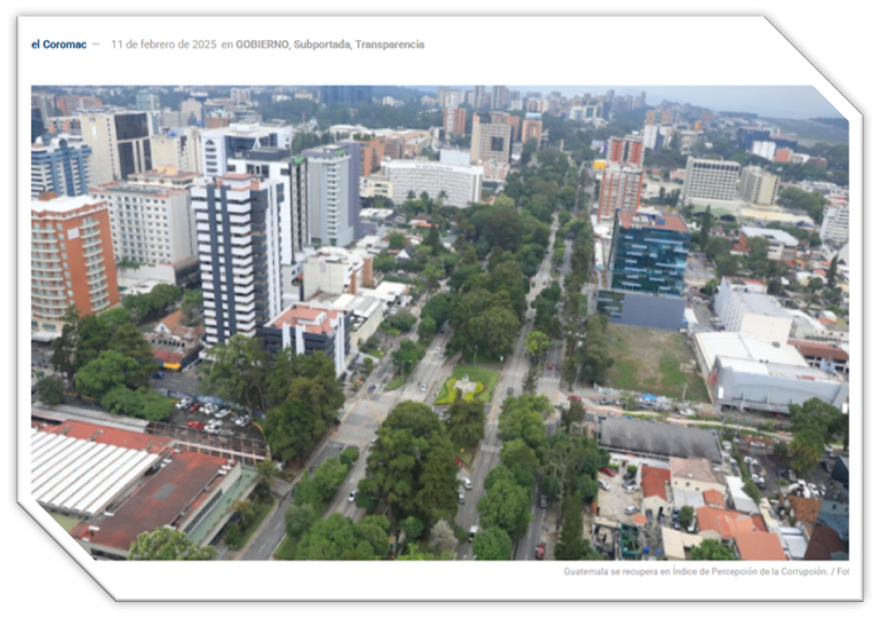 el Coromac — 11 de febrero de 2025 en GOBIERNO, Subportada, Transparencia
Guatemala se recupera en Índice de Percepción de la Corrupción. / Fot